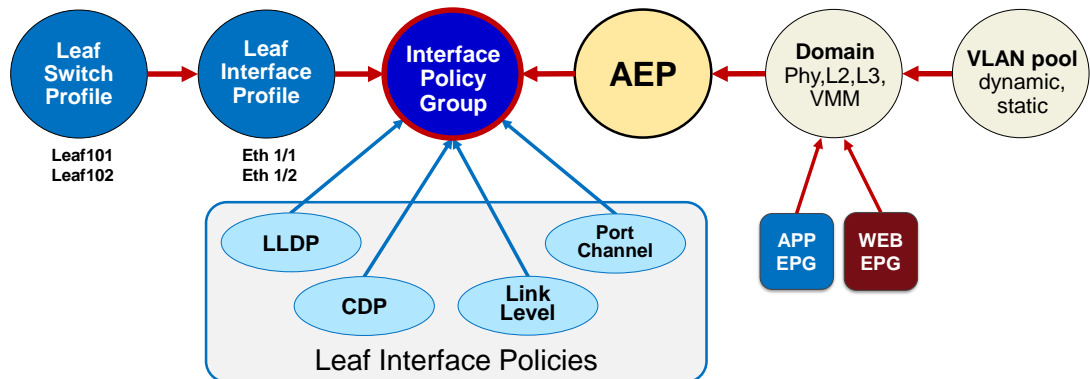 Leaf
Switch
Profile
Leaf
Interface
Profile
Interface
Policy
Group
AEP
Domain
Phy,L2,L3,
VMM
VLAN pool
dynamic,
static
Leaf101
Leaf102
Eth 1/1
Eth 1/2
LLDP
CDP
Link
Level
Port
Channel
APP
EPG
WEB
EPG
Leaf Interface Policies